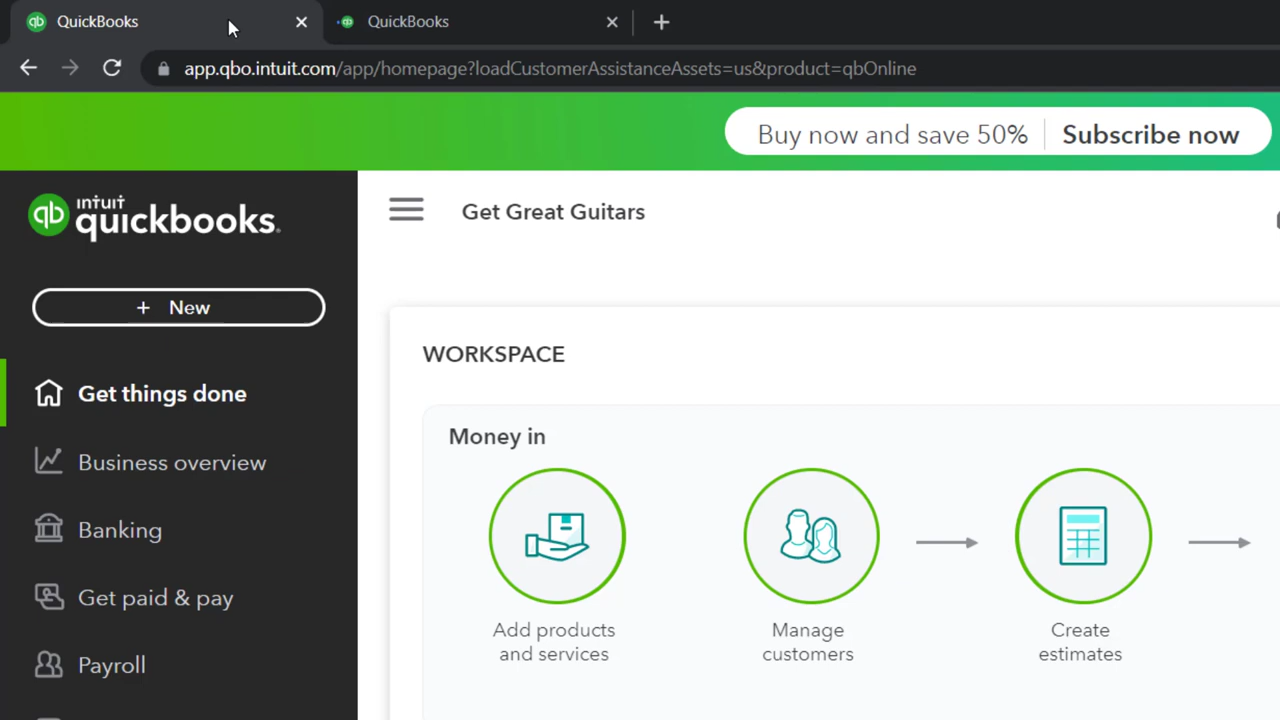 QuickBooks
QuickBooks
app.qbo.intuit.com/app/homepage?loadCustomerAssistanceAssets=us&product=qbOnline
Buy now and save 50% Subscribe now
qb intuit quickbooks.
Get Great Guitars
+ New
WORKSPACE
Get things done
Business overview
Banking
Get paid & pay
Payroll
Money in
Add products
and services
Manage
customers
Create
estimates